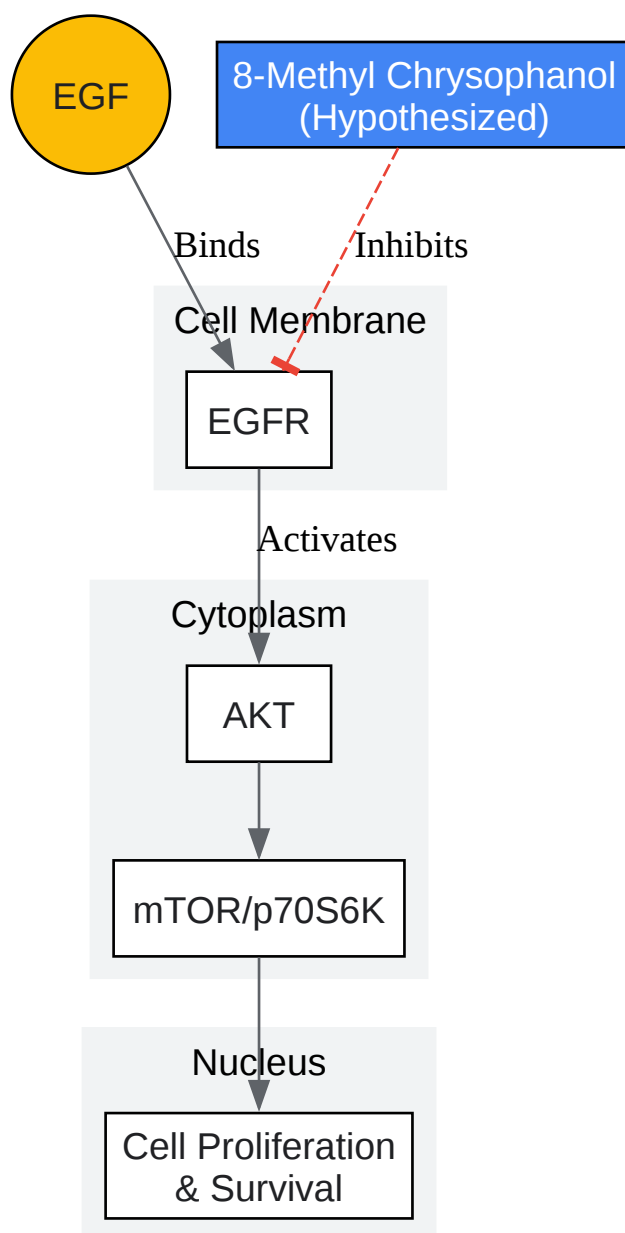 EGF
8-Methyl Chrysophanol
(Hypothesized)
Binds
Inhibits
Cell Membrane
EGFR
Activates
Cytoplasm
AKT
mTOR/p70S6K
Nucleus
Cell Proliferation
& Survival